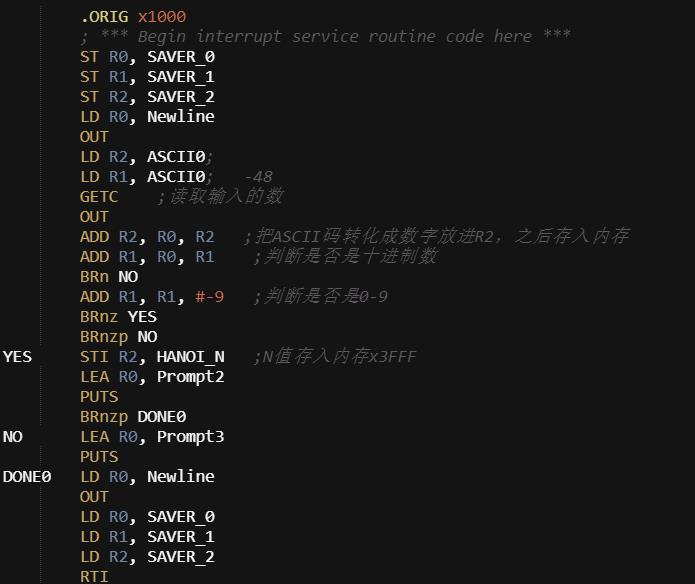 .ORIG x1000
; *** Begin interrupt service routine code here ***
ST R0, SAVER_0
ST R1, SAVER_1
ST R2, SAVER_2
LD R0, Newline
OUT
LD R2, ASCII0;
LD R1, ASCII0;   -48
GETC    ;读取输入的数
OUT
ADD R2, R0, R2   ;把ASCII码转化成数字放进R2，之后存入内存
ADD R1, R0, R1    ;判断是否是十进制数
BRn NO
ADD R1, R1, #-9   ;判断是否是0-9
BRnz YES
BRnzp NO
YES     STI R2, HANOI_N   ;N值存入内存x3FFF
LEA R0, Prompt2
PUTS
BRnzp DONE0
NO      LEA R0, Prompt3
PUTS
DONE0   LD R0, Newline
OUT
LD R0, SAVER_0
LD R1, SAVER_1
LD R2, SAVER_2
RTI